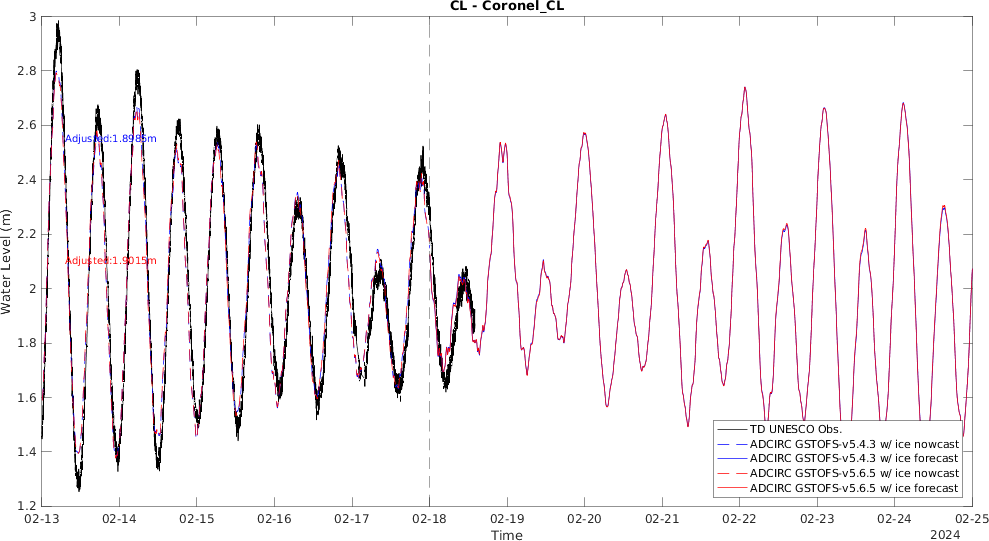 CL - Coronel_CL
3
2.8
2.6
2.4
2.2
2
1.8
1.6
1.4
1.2
Water Level (m)
Adjusted:1.8985m
Adjusted:1.9015m
TD UNESCO Obs.
ADCIRC GSTOFS-v5.4.3 w/ ice nowcast
ADCIRC GSTOFS-v5.4.3 w/ ice forecast
ADCIRC GSTOFS-v5.6.5 w/ ice nowcast
ADCIRC GSTOFS-v5.6.5 w/ ice forecast
02-13 02-14 02-15 02-16 02-17 02-18 02-19 02-20 02-21 02-22 02-23 02-24 02-25
Time
2024